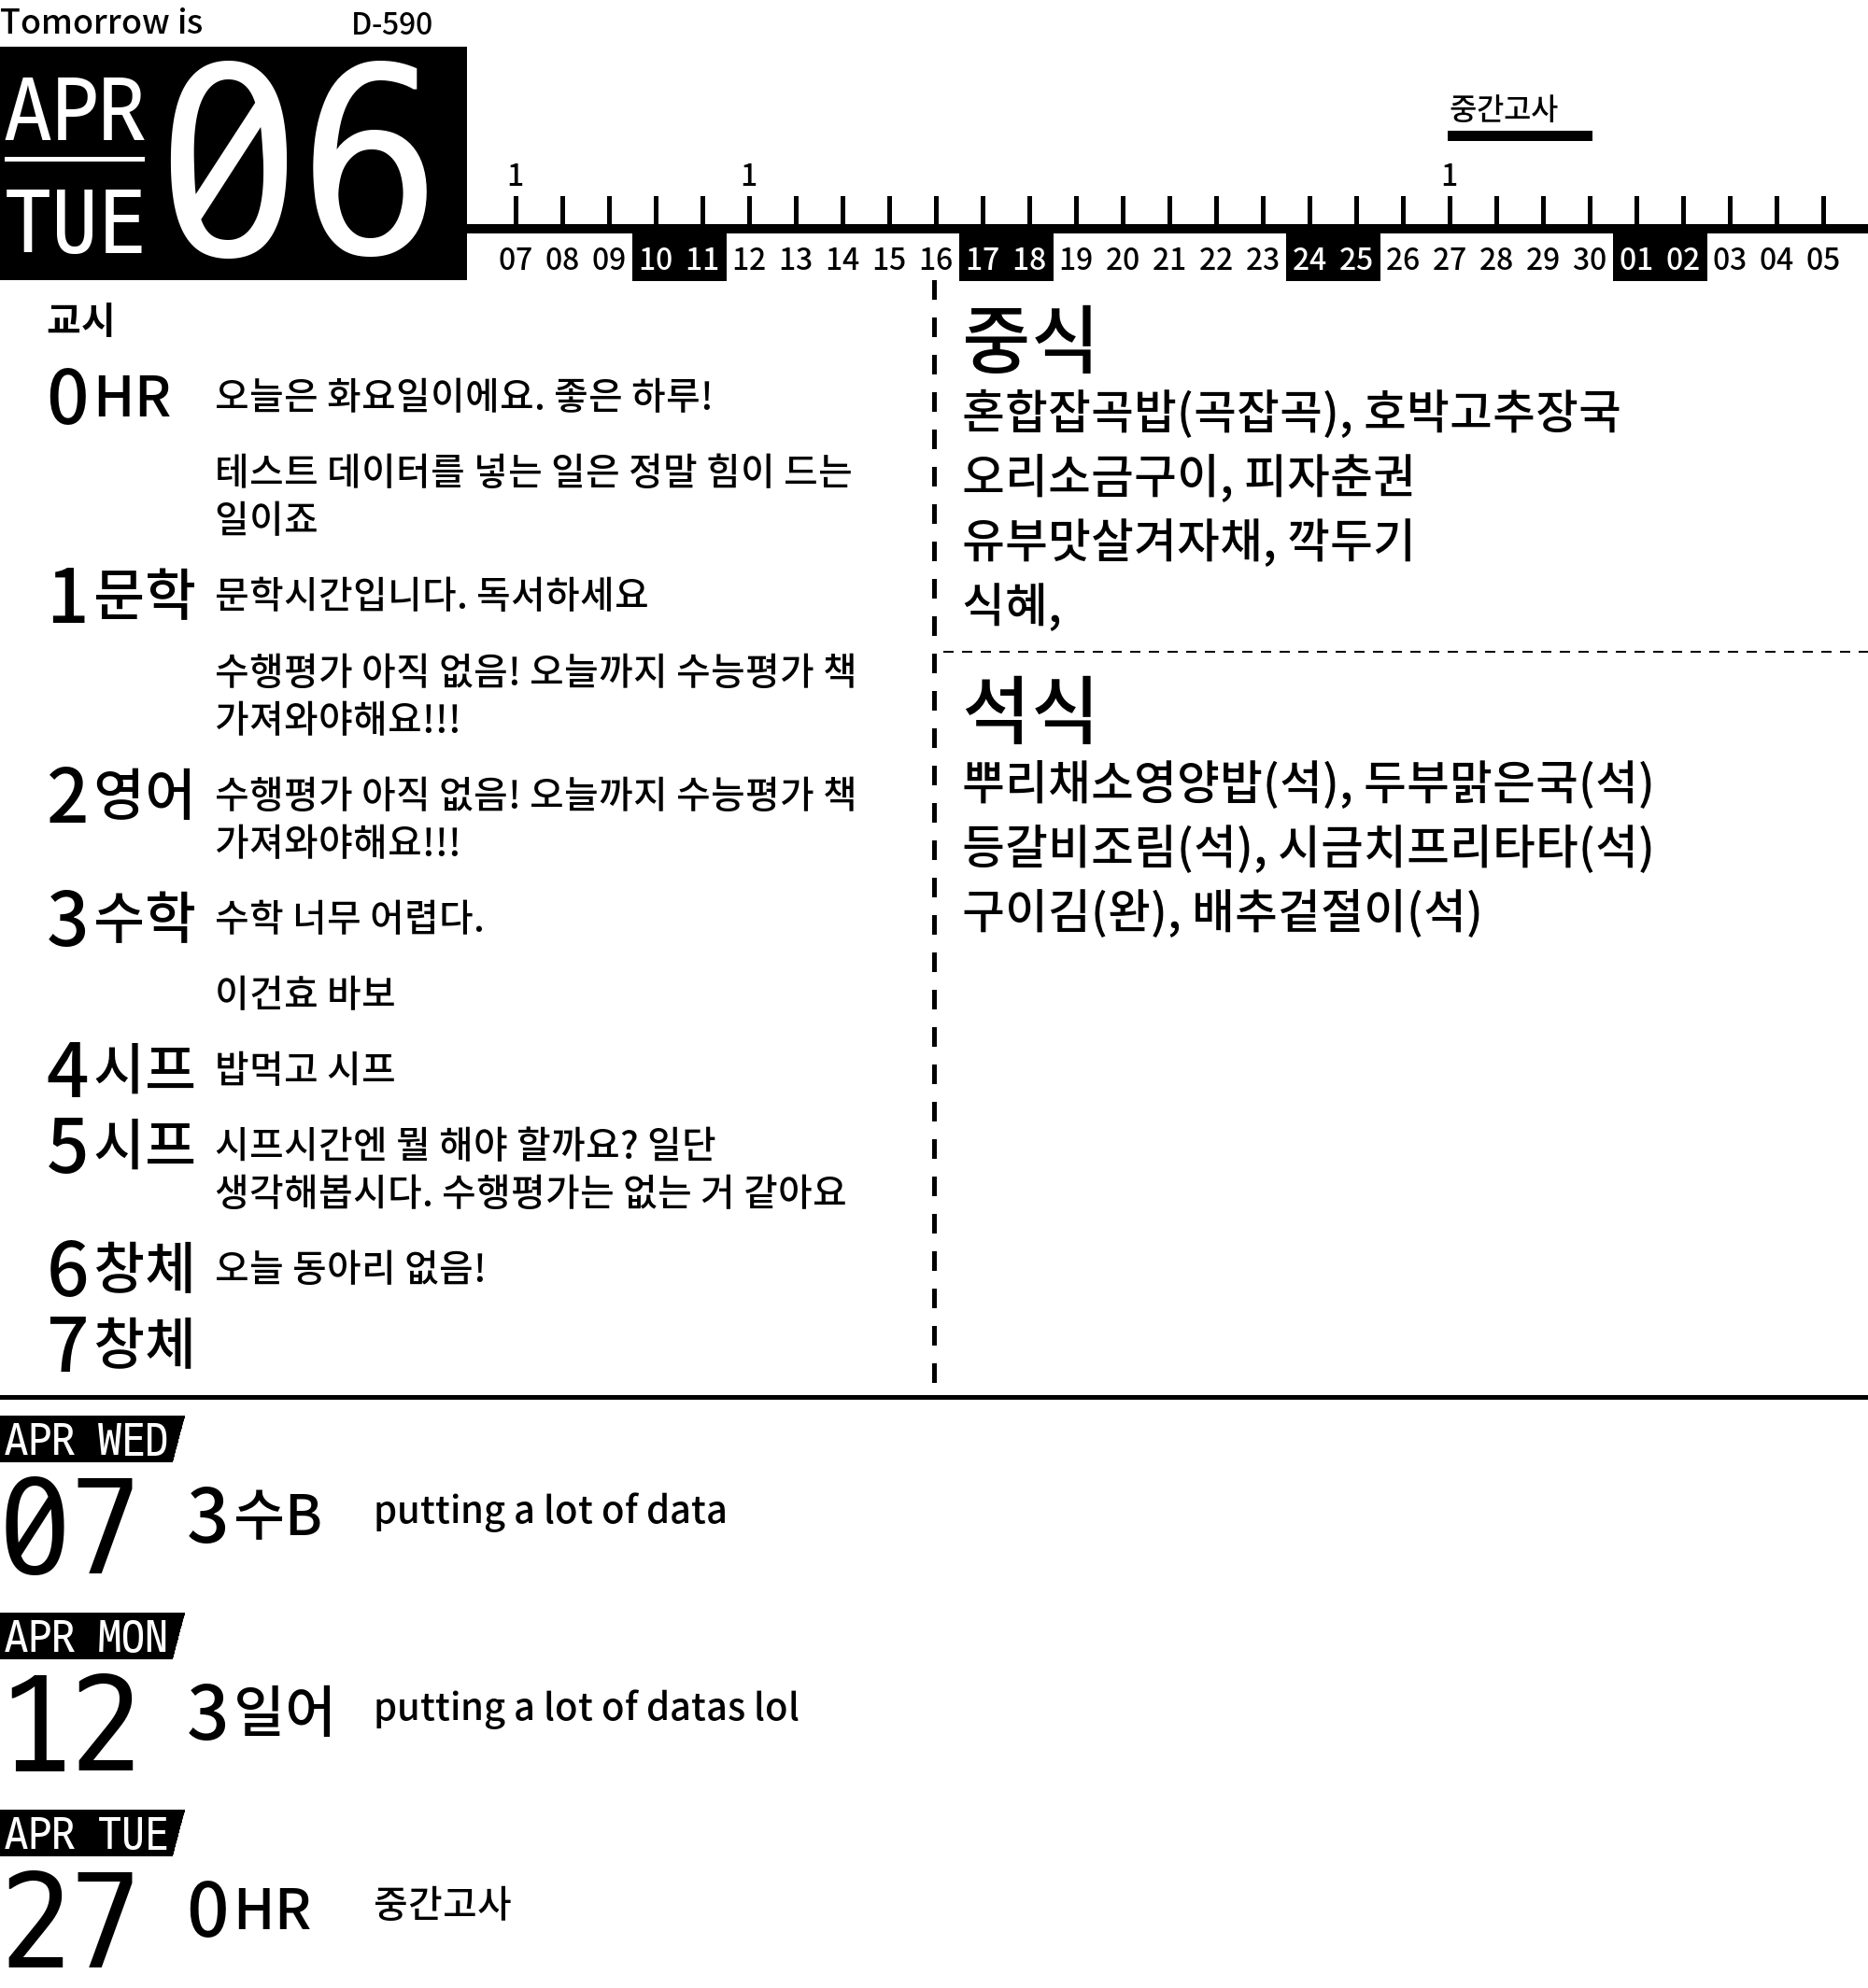 Tomorrow is D-590
APR
TUE
06
중간고사
1 1 1
07 08 09 10 11 12 13 14 15 16 17 18 19 20 21 22 23 24 25 26 27 28 29 30 01 02 03 04 05
교시
0 HR 오늘은 화요일이에요. 좋은 하루!
테스트 데이터를 넣는 일은 정말 힘이 드는
일이죠
1 문학 문학시간입니다. 독서하세요
수행평가 아직 없음! 오늘까지 수능평가 책
가져와야해요!!!
2 영어 수행평가 아직 없음! 오늘까지 수능평가 책
가져와야해요!!!
3 수학 수학 너무 어렵다.
이건효 바보
4 시프 밥먹고 시프
5 시프 시프시간엔 뭘 해야 할까요? 일단
생각해봅시다. 수행평가는 없는 거 같아요
6 창체 오늘 동아리 없음!
7 창체
중식
혼합잡곡밥(곡잡곡), 호박고추장국
오리소금구이, 피자춘권
유부맛살겨자채, 깍두기
식혜,
석식
뿌리채소영양밥(석), 두부맑은국(석)
등갈비조림(석), 시금치프리타타(석)
구이김(완), 배추겉절이(석)
APR WED
07 3 수B putting a lot of data
APR MON
12 3 일어 putting a lot of datas lol
APR TUE
27 0 HR 중간고사